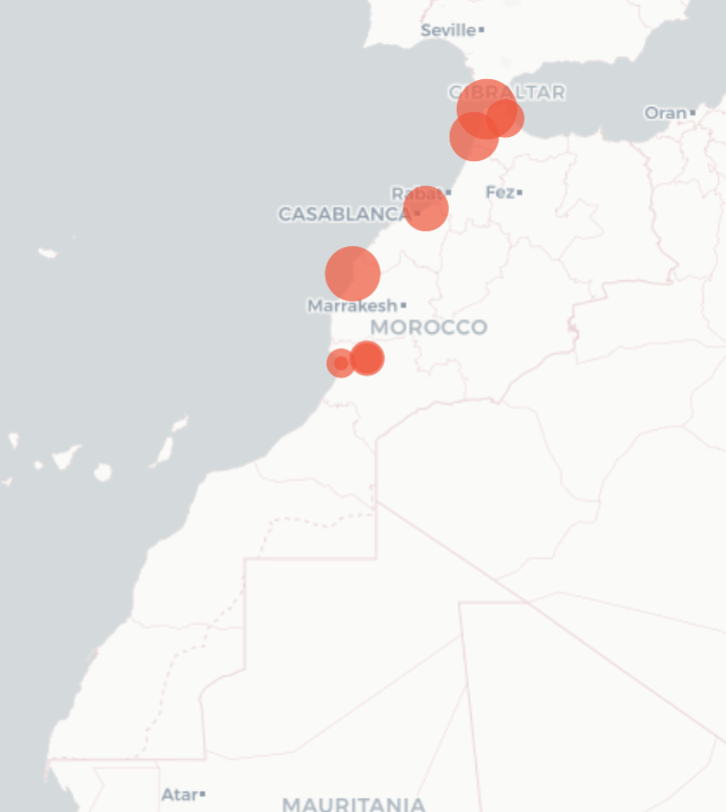 Seville
GIBRALTAR
Oran
Rabat
Fez
CASABLANCA
Marrakesh
MOROCCO
Atar
MAURITANIA